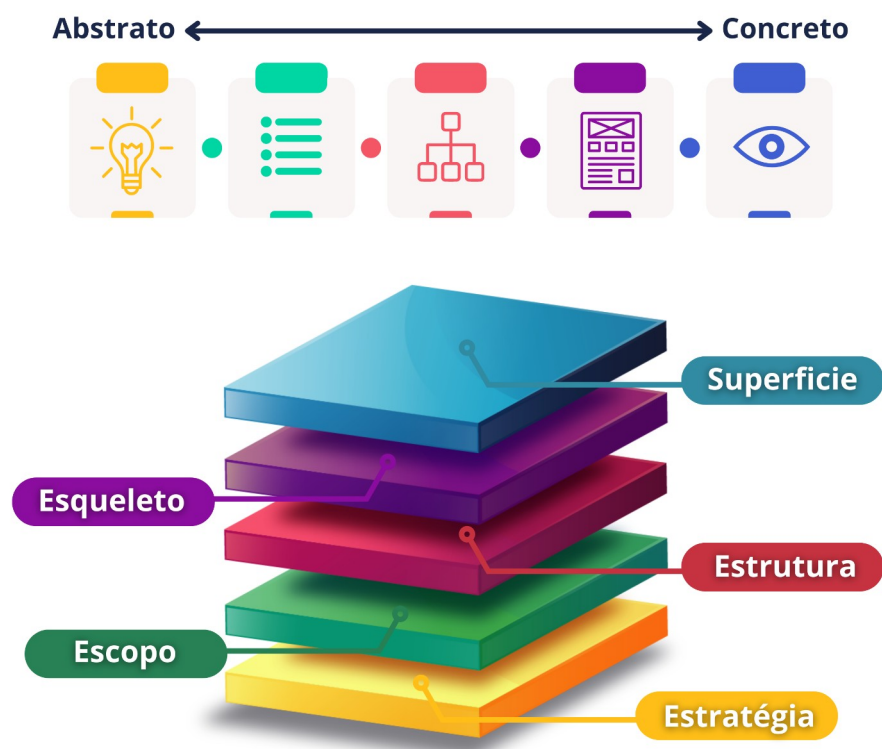 Abstrato
Concreto
Superficie
Esqueleto
Estrutura
Escopo
Estratégia